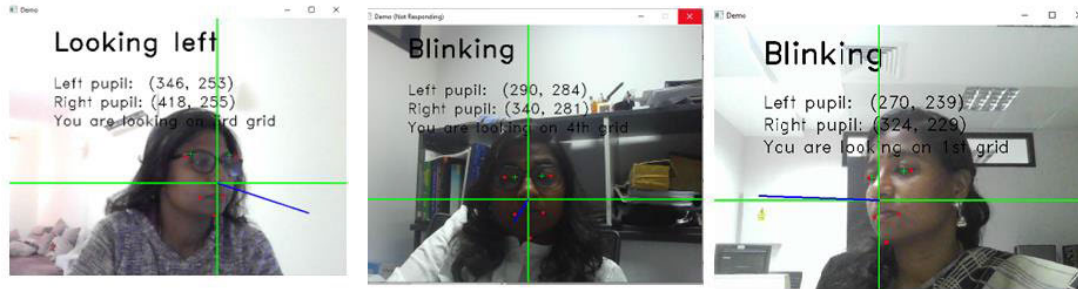 Demo
Looking left
Left pupil: (346, 253)
Right pupil: (418, 255)
You are looking on 3rd grid
Demo (Not Responding)
Blinking
Left pupil: (290, 284)
Right pupil: (340, 281)
You are looking on 4th grid
Demo
Blinking
Left pupil: (270, 239)
Right pupil: (324, 229)
You are looking on 1st grid